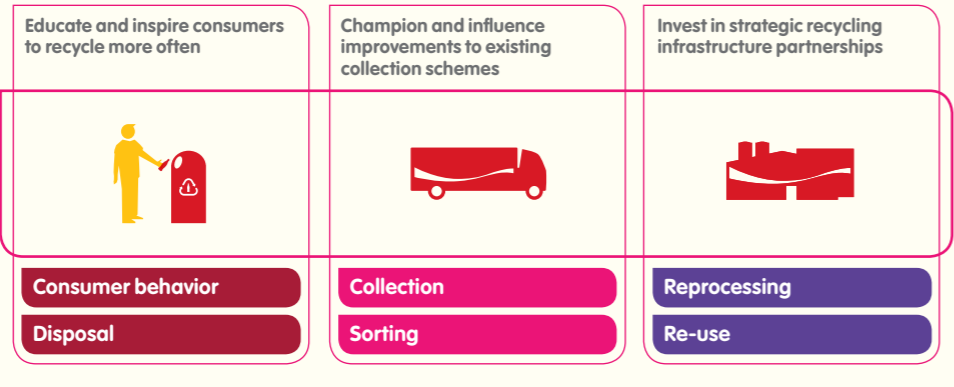 Educate and inspire consumers
to recycle more often
Champion and influence
improvements to existing
collection schemes
Invest in strategic recycling
infrastructure partnerships
Consumer behavior
Disposal
Collection
Sorting
Reprocessing
Re-use